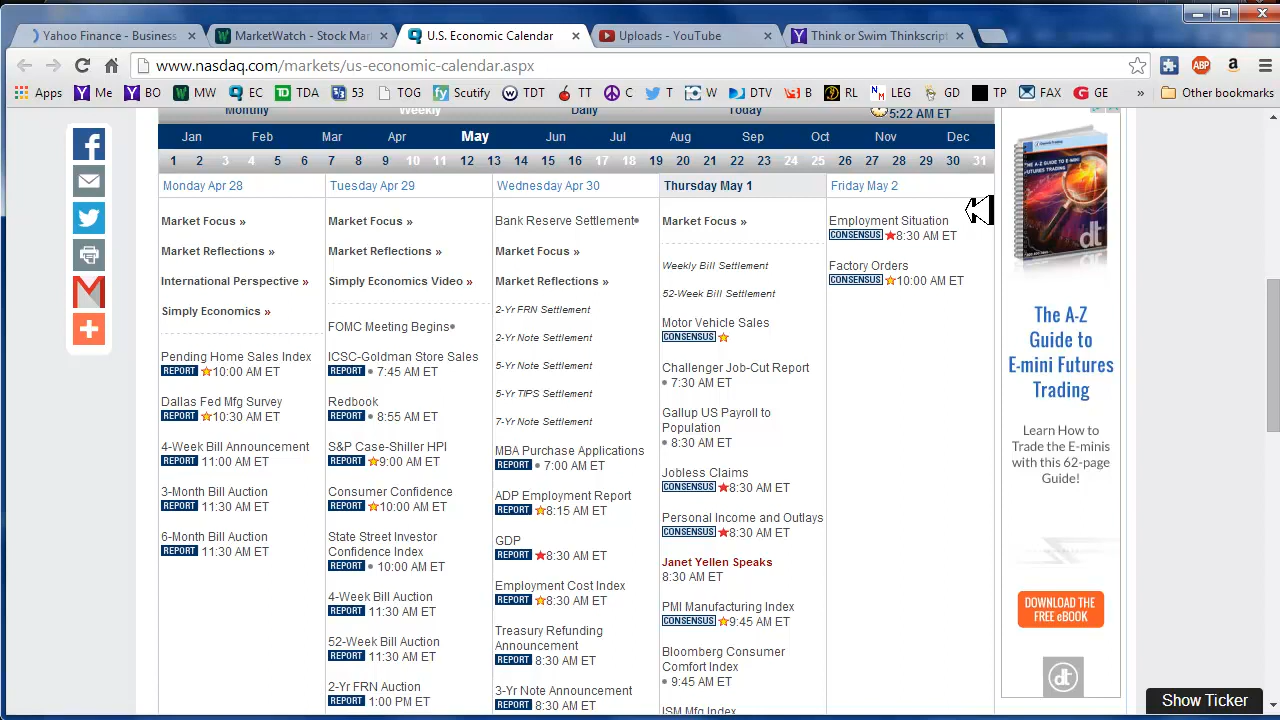 Yahoo Finance - Business
MarketWatch - Stock Mar
U.S. Economic Calendar
Uploads - YouTube
Think or Swim Thinkscript
www.nasdaq.com/markets/us-economic-calendar.aspx
ABP
Apps
Me
BO
MW
EC
TDA
53
TOG
Scutify
TDT
TT
C
T
W
DTV
B
RL
LEG
GD
TP
FAX
GE
»
Other bookmarks
Monthly
Weekly
Daily
Today
5:22 AM ET
Jan Feb Mar Apr May Jun Jul Aug Sep Oct Nov Dec
1 2 3 4 5 6 7 8 9 10 11 12 13 14 15 16 17 18 19 20 21 22 23 24 25 26 27 28 29 30 31
Monday Apr 28
Market Focus »
Market Reflections »
International Perspective »
Simply Economics »
Pending Home Sales Index
REPORT 10:00 AM ET
Dallas Fed Mfg Survey
REPORT 10:30 AM ET
4-Week Bill Announcement
REPORT 11:00 AM ET
3-Month Bill Auction
REPORT 11:30 AM ET
6-Month Bill Auction
REPORT 11:30 AM ET
Tuesday Apr 29
Market Focus »
Market Reflections »
Simply Economics Video »
FOMC Meeting Begins
ICSC-Goldman Store Sales
REPORT 7:45 AM ET
Redbook
REPORT 8:55 AM ET
S&P Case-Shiller HPI
REPORT 9:00 AM ET
Consumer Confidence
REPORT 10:00 AM ET
State Street Investor
Confidence Index
REPORT 10:00 AM ET
4-Week Bill Auction
REPORT 11:30 AM ET
52-Week Bill Auction
REPORT 11:30 AM ET
2-Yr FRN Auction
REPORT 1:00 PM ET
Wednesday Apr 30
Bank Reserve Settlement
Market Focus »
Market Reflections »
2-Yr FRN Settlement
2-Yr Note Settlement
5-Yr Note Settlement
5-Yr TIPS Settlement
7-Yr Note Settlement
MBA Purchase Applications
REPORT 7:00 AM ET
ADP Employment Report
REPORT 8:15 AM ET
GDP
REPORT 8:30 AM ET
Employment Cost Index
REPORT 8:30 AM ET
Treasury Refunding
Announcement
REPORT 8:30 AM ET
3-Yr Note Announcement
REPORT 8:30 AM ET
Thursday May 1
Market Focus »
Weekly Bill Settlement
52-Week Bill Settlement
Motor Vehicle Sales
CONSENSUS
Challenger Job-Cut Report
7:30 AM ET
Gallup US Payroll to
Population
8:30 AM ET
Jobless Claims
CONSENSUS 8:30 AM ET
Personal Income and Outlays
CONSENSUS 8:30 AM ET
Janet Yellen Speaks
8:30 AM ET
PMI Manufacturing Index
CONSENSUS 9:45 AM ET
Bloomberg Consumer
Comfort Index
9:45 AM ET
ISM Mfg Index
Friday May 2
Employment Situation
CONSENSUS 8:30 AM ET
Factory Orders
CONSENSUS 10:00 AM ET
dt
The A-Z
Guide to
E-mini Futures
Trading
Learn How to
Trade the E-minis
with this 62-page
Guide!
DOWNLOAD THE
FREE eBOOK
dt
Show Ticker